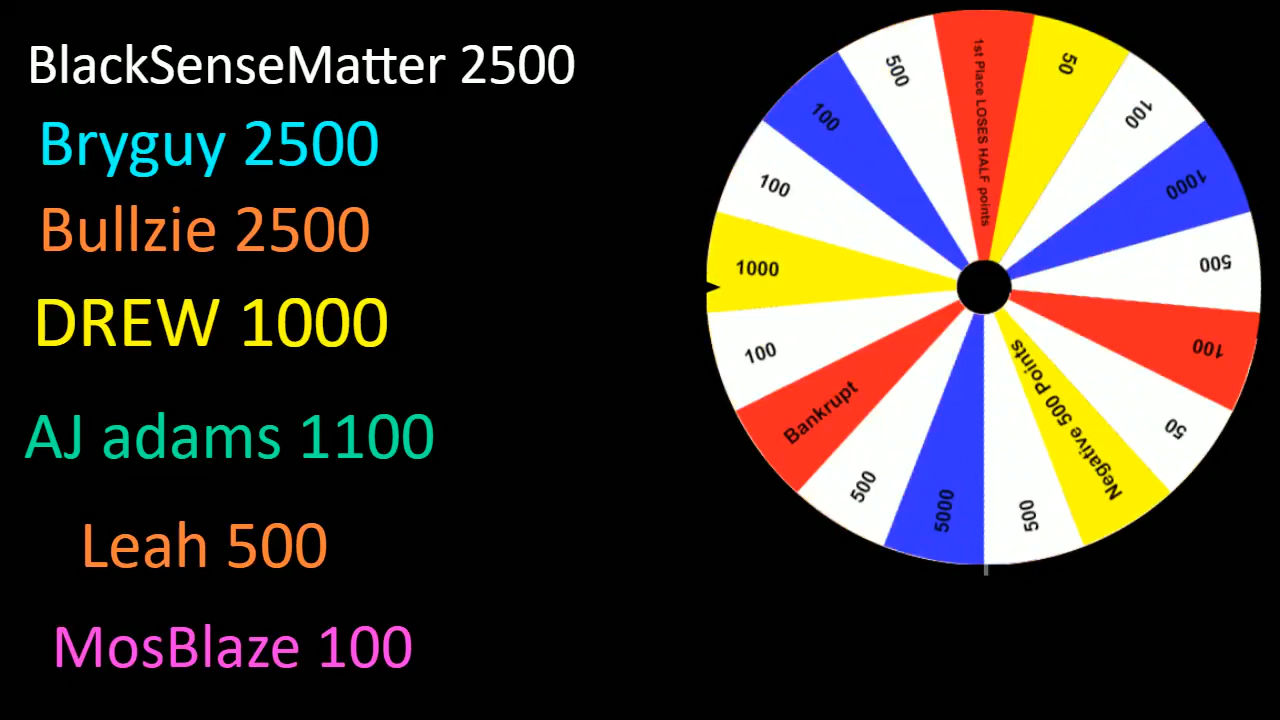 BlackSenseMatter 2500
Bryguy 2500
Bullzie 2500
DREW 1000
AJ adams 1100
Leah 500
MosBlaze 100
1st Place LOSES HALF points
50
100
1000
500
100
50
Negative 500 Points
500
5000
500
Bankrupt
100
1000
100
100
500